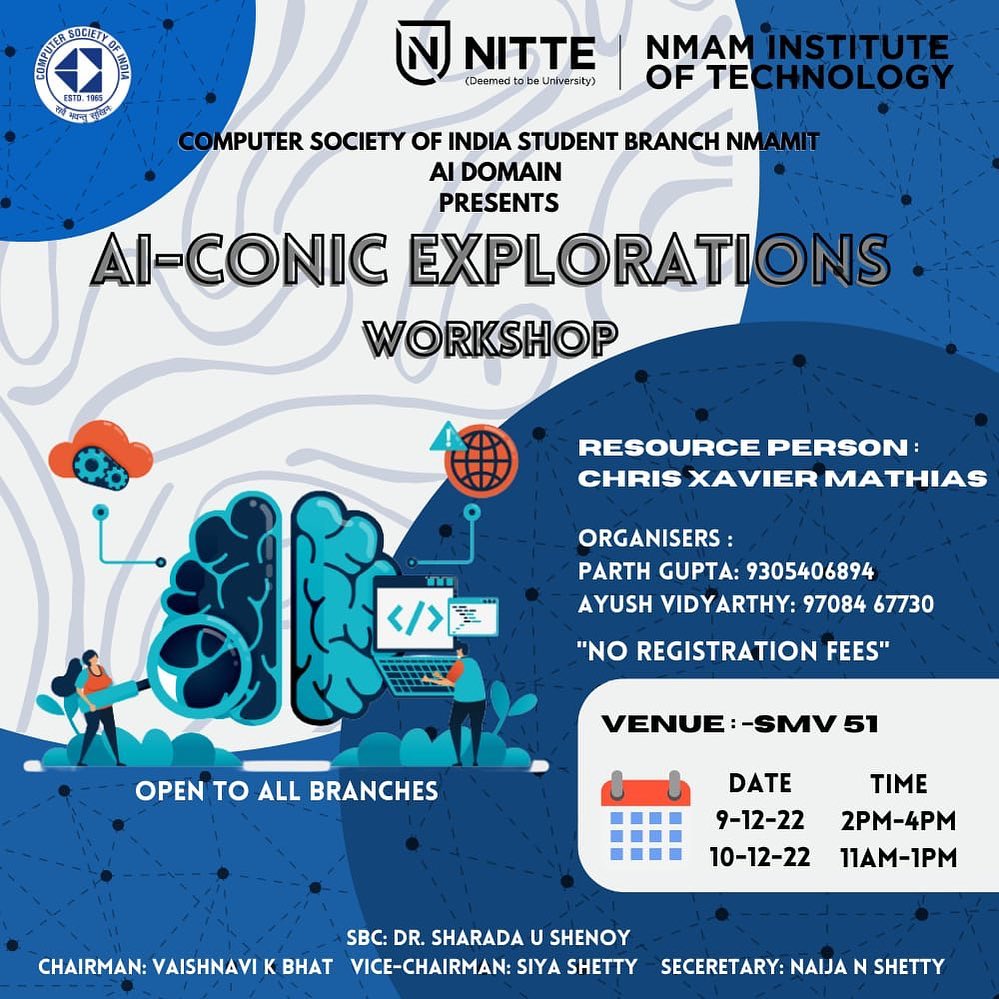 COMPUTER SOCIETY OF INDIA
ESTD. 1965
सर्वे भवन्तु सुखिनः
NITTE
(Deemed to be University)
NMAM INSTITUTE
OF TECHNOLOGY
COMPUTER SOCIETY OF INDIA STUDENT BRANCH NMAMIT
AI DOMAIN
PRESENTS
AI-CONIC EXPLORATIONS
WORKSHOP
RESOURCE PERSON :
CHRIS XAVIER MATHIAS
ORGANISERS :
PARTH GUPTA: 9305406894
AYUSH VIDYARTHY: 97084 67730
"NO REGISTRATION FEES"
</>
OPEN TO ALL BRANCHES
VENUE : -SMV 51
DATE TIME
9-12-22 2PM-4PM
10-12-22 11AM-1PM
SBC: DR. SHARADA U SHENOY
CHAIRMAN: VAISHNAVI K BHAT VICE-CHAIRMAN: SIYA SHETTY SECERETARY: NAIJA N SHETTY